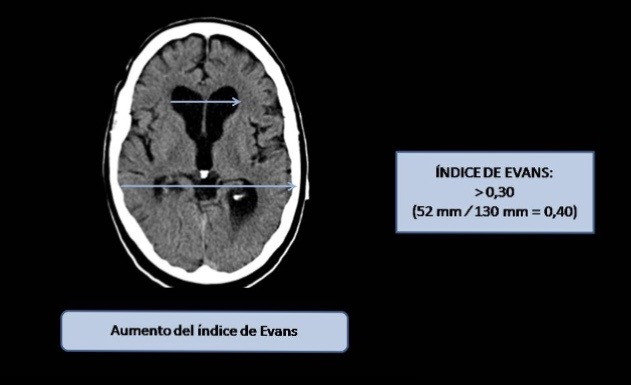 ÍNDICE DE EVANS:
>0,30
(52 mm/130 mm = 0,40)
Aumento del índice de Evans